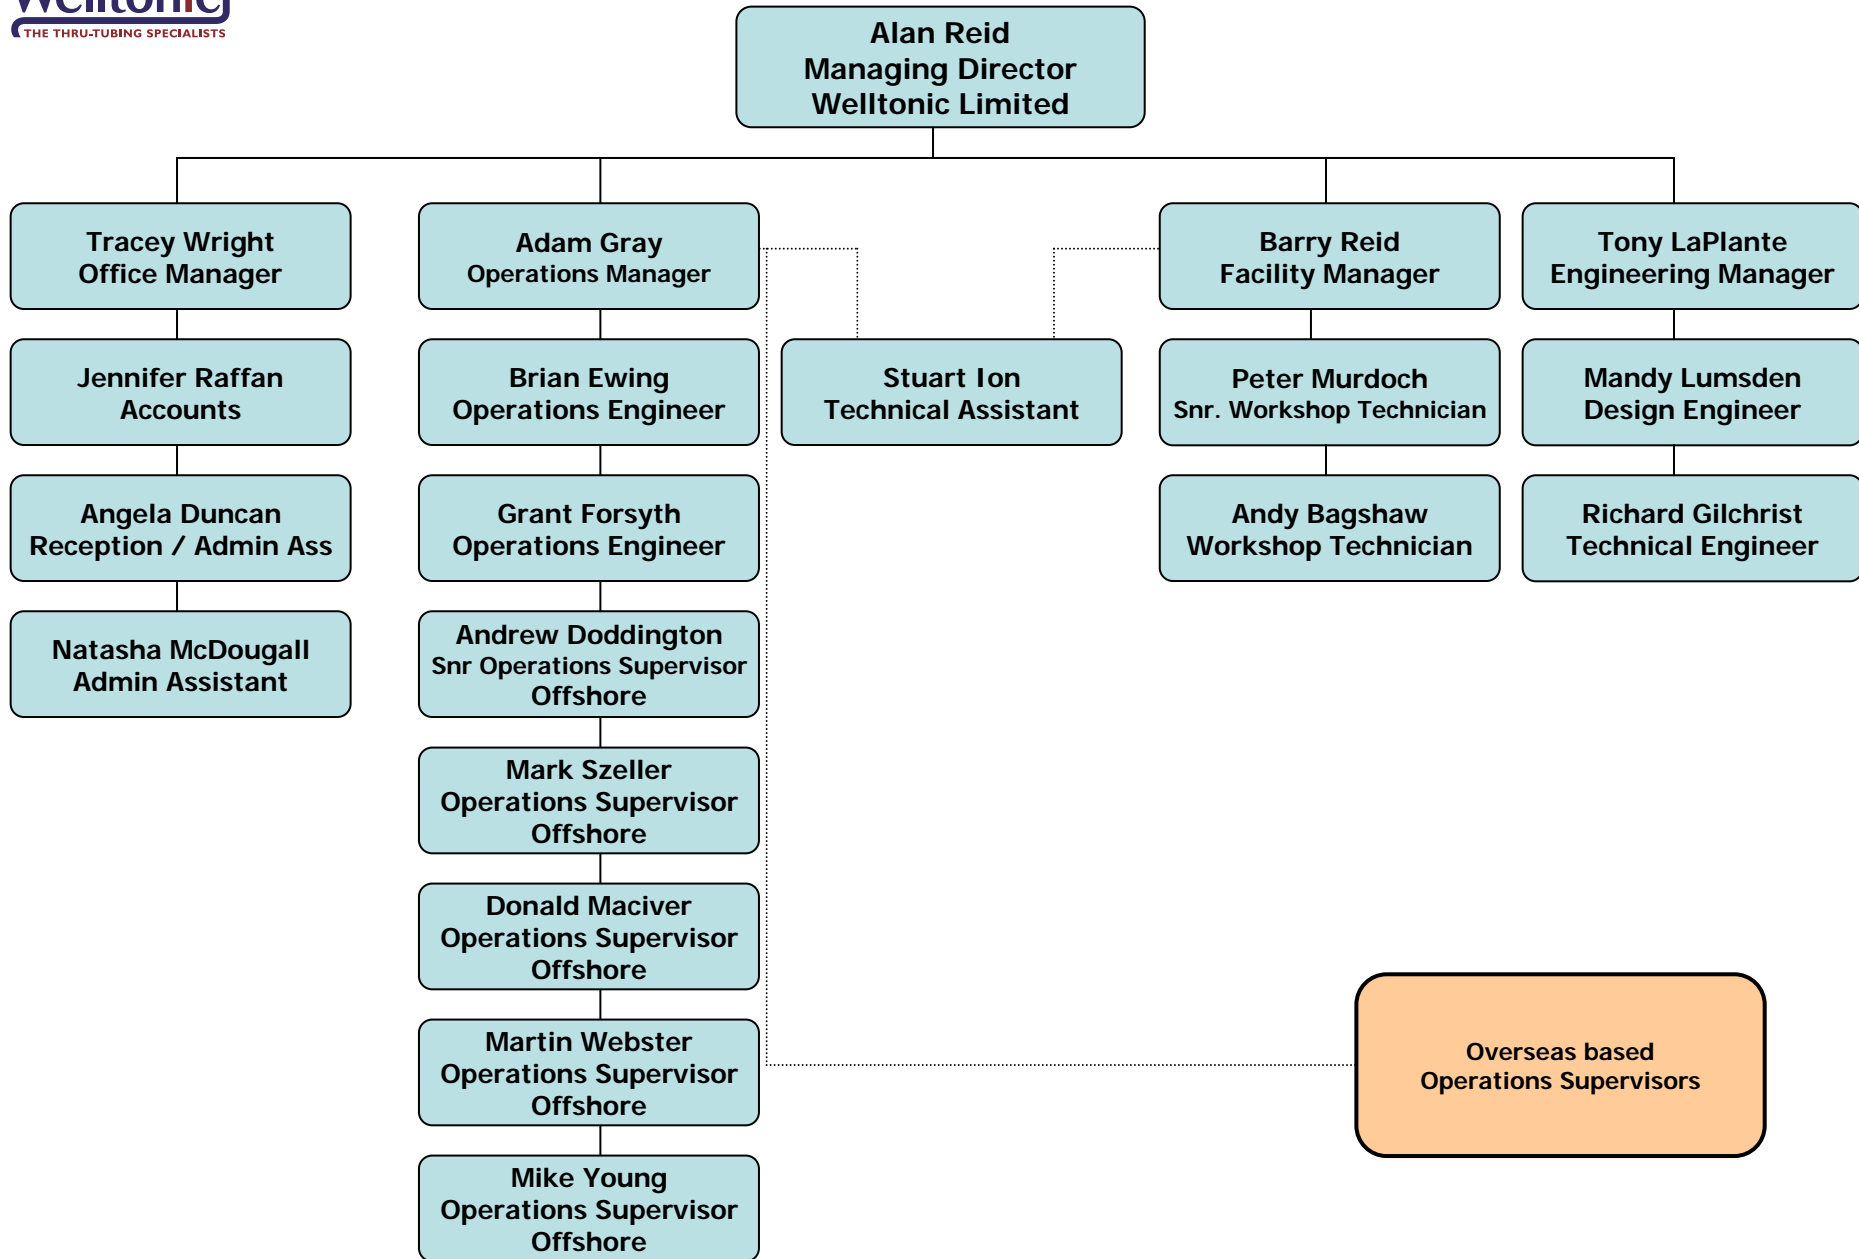 Welltonic
THE THRU-TUBING SPECIALISTS
Alan Reid
Managing Director
Welltonic Limited
Tracey Wright
Office Manager
Adam Gray
Operations Manager
Barry Reid
Facility Manager
Tony LaPlante
Engineering Manager
Jennifer Raffan
Accounts
Brian Ewing
Operations Engineer
Stuart Ion
Technical Assistant
Peter Murdoch
Snr. Workshop Technician
Mandy Lumsden
Design Engineer
Angela Duncan
Reception / Admin Ass
Grant Forsyth
Operations Engineer
Andy Bagshaw
Workshop Technician
Richard Gilchrist
Technical Engineer
Natasha McDougall
Admin Assistant
Andrew Doddington
Snr Operations Supervisor
Offshore
Mark Szeller
Operations Supervisor
Offshore
Donald Maciver
Operations Supervisor
Offshore
Martin Webster
Operations Supervisor
Offshore
Overseas based
Operations Supervisors
Mike Young
Operations Supervisor
Offshore